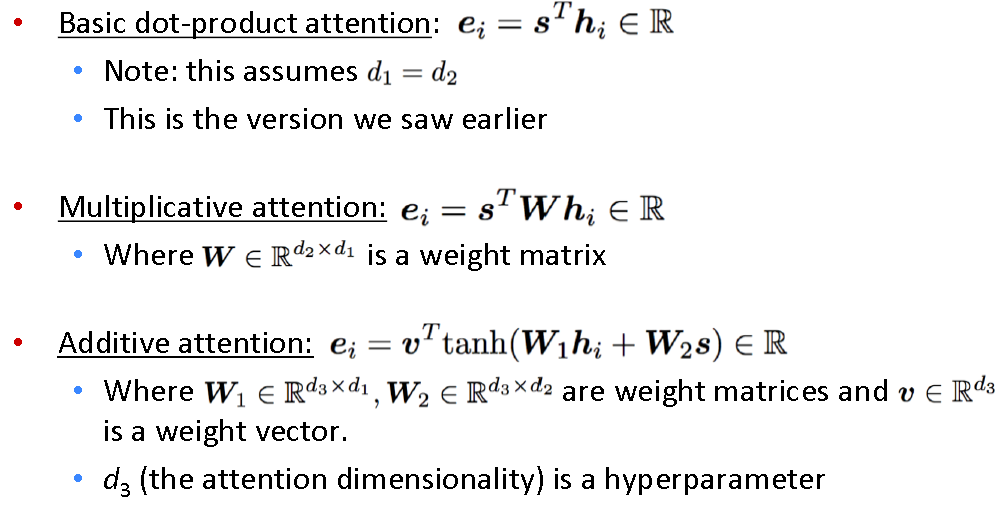 • Basic dot-product attention: $\boldsymbol{e}_i = \boldsymbol{s}^T \boldsymbol{h}_i \in \mathbb{R}$
• Note: this assumes $d_1 = d_2$
• This is the version we saw earlier
• Multiplicative attention: $\boldsymbol{e}_i = \boldsymbol{s}^T \boldsymbol{W} \boldsymbol{h}_i \in \mathbb{R}$
• Where $\boldsymbol{W} \in \mathbb{R}^{d_2 \times d_1}$ is a weight matrix
• Additive attention: $\boldsymbol{e}_i = \boldsymbol{v}^T \tanh(\boldsymbol{W}_1 \boldsymbol{h}_i + \boldsymbol{W}_2 \boldsymbol{s}) \in \mathbb{R}$
• Where $\boldsymbol{W}_1 \in \mathbb{R}^{d_3 \times d_1}, \boldsymbol{W}_2 \in \mathbb{R}^{d_3 \times d_2}$ are weight matrices and $\boldsymbol{v} \in \mathbb{R}^{d_3}$
is a weight vector.
• $d_3$ (the attention dimensionality) is a hyperparameter